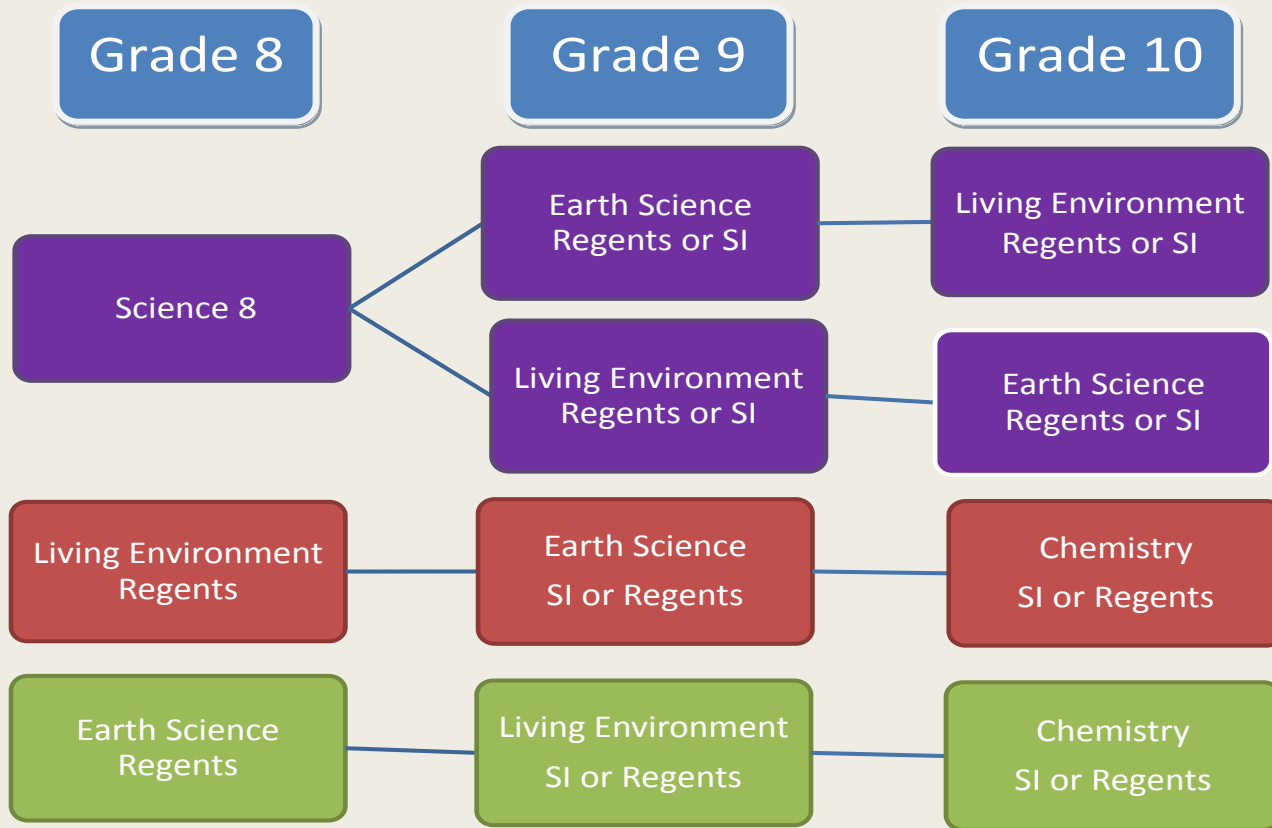 Grade 8
Grade 9
Grade 10
Science 8
Earth Science
Regents or SI
Living Environment
Regents or SI
Living Environment
Regents or SI
Earth Science
Regents or SI
Living Environment
Regents
Earth Science
SI or Regents
Chemistry
SI or Regents
Earth Science
Regents
Living Environment
SI or Regents
Chemistry
SI or Regents